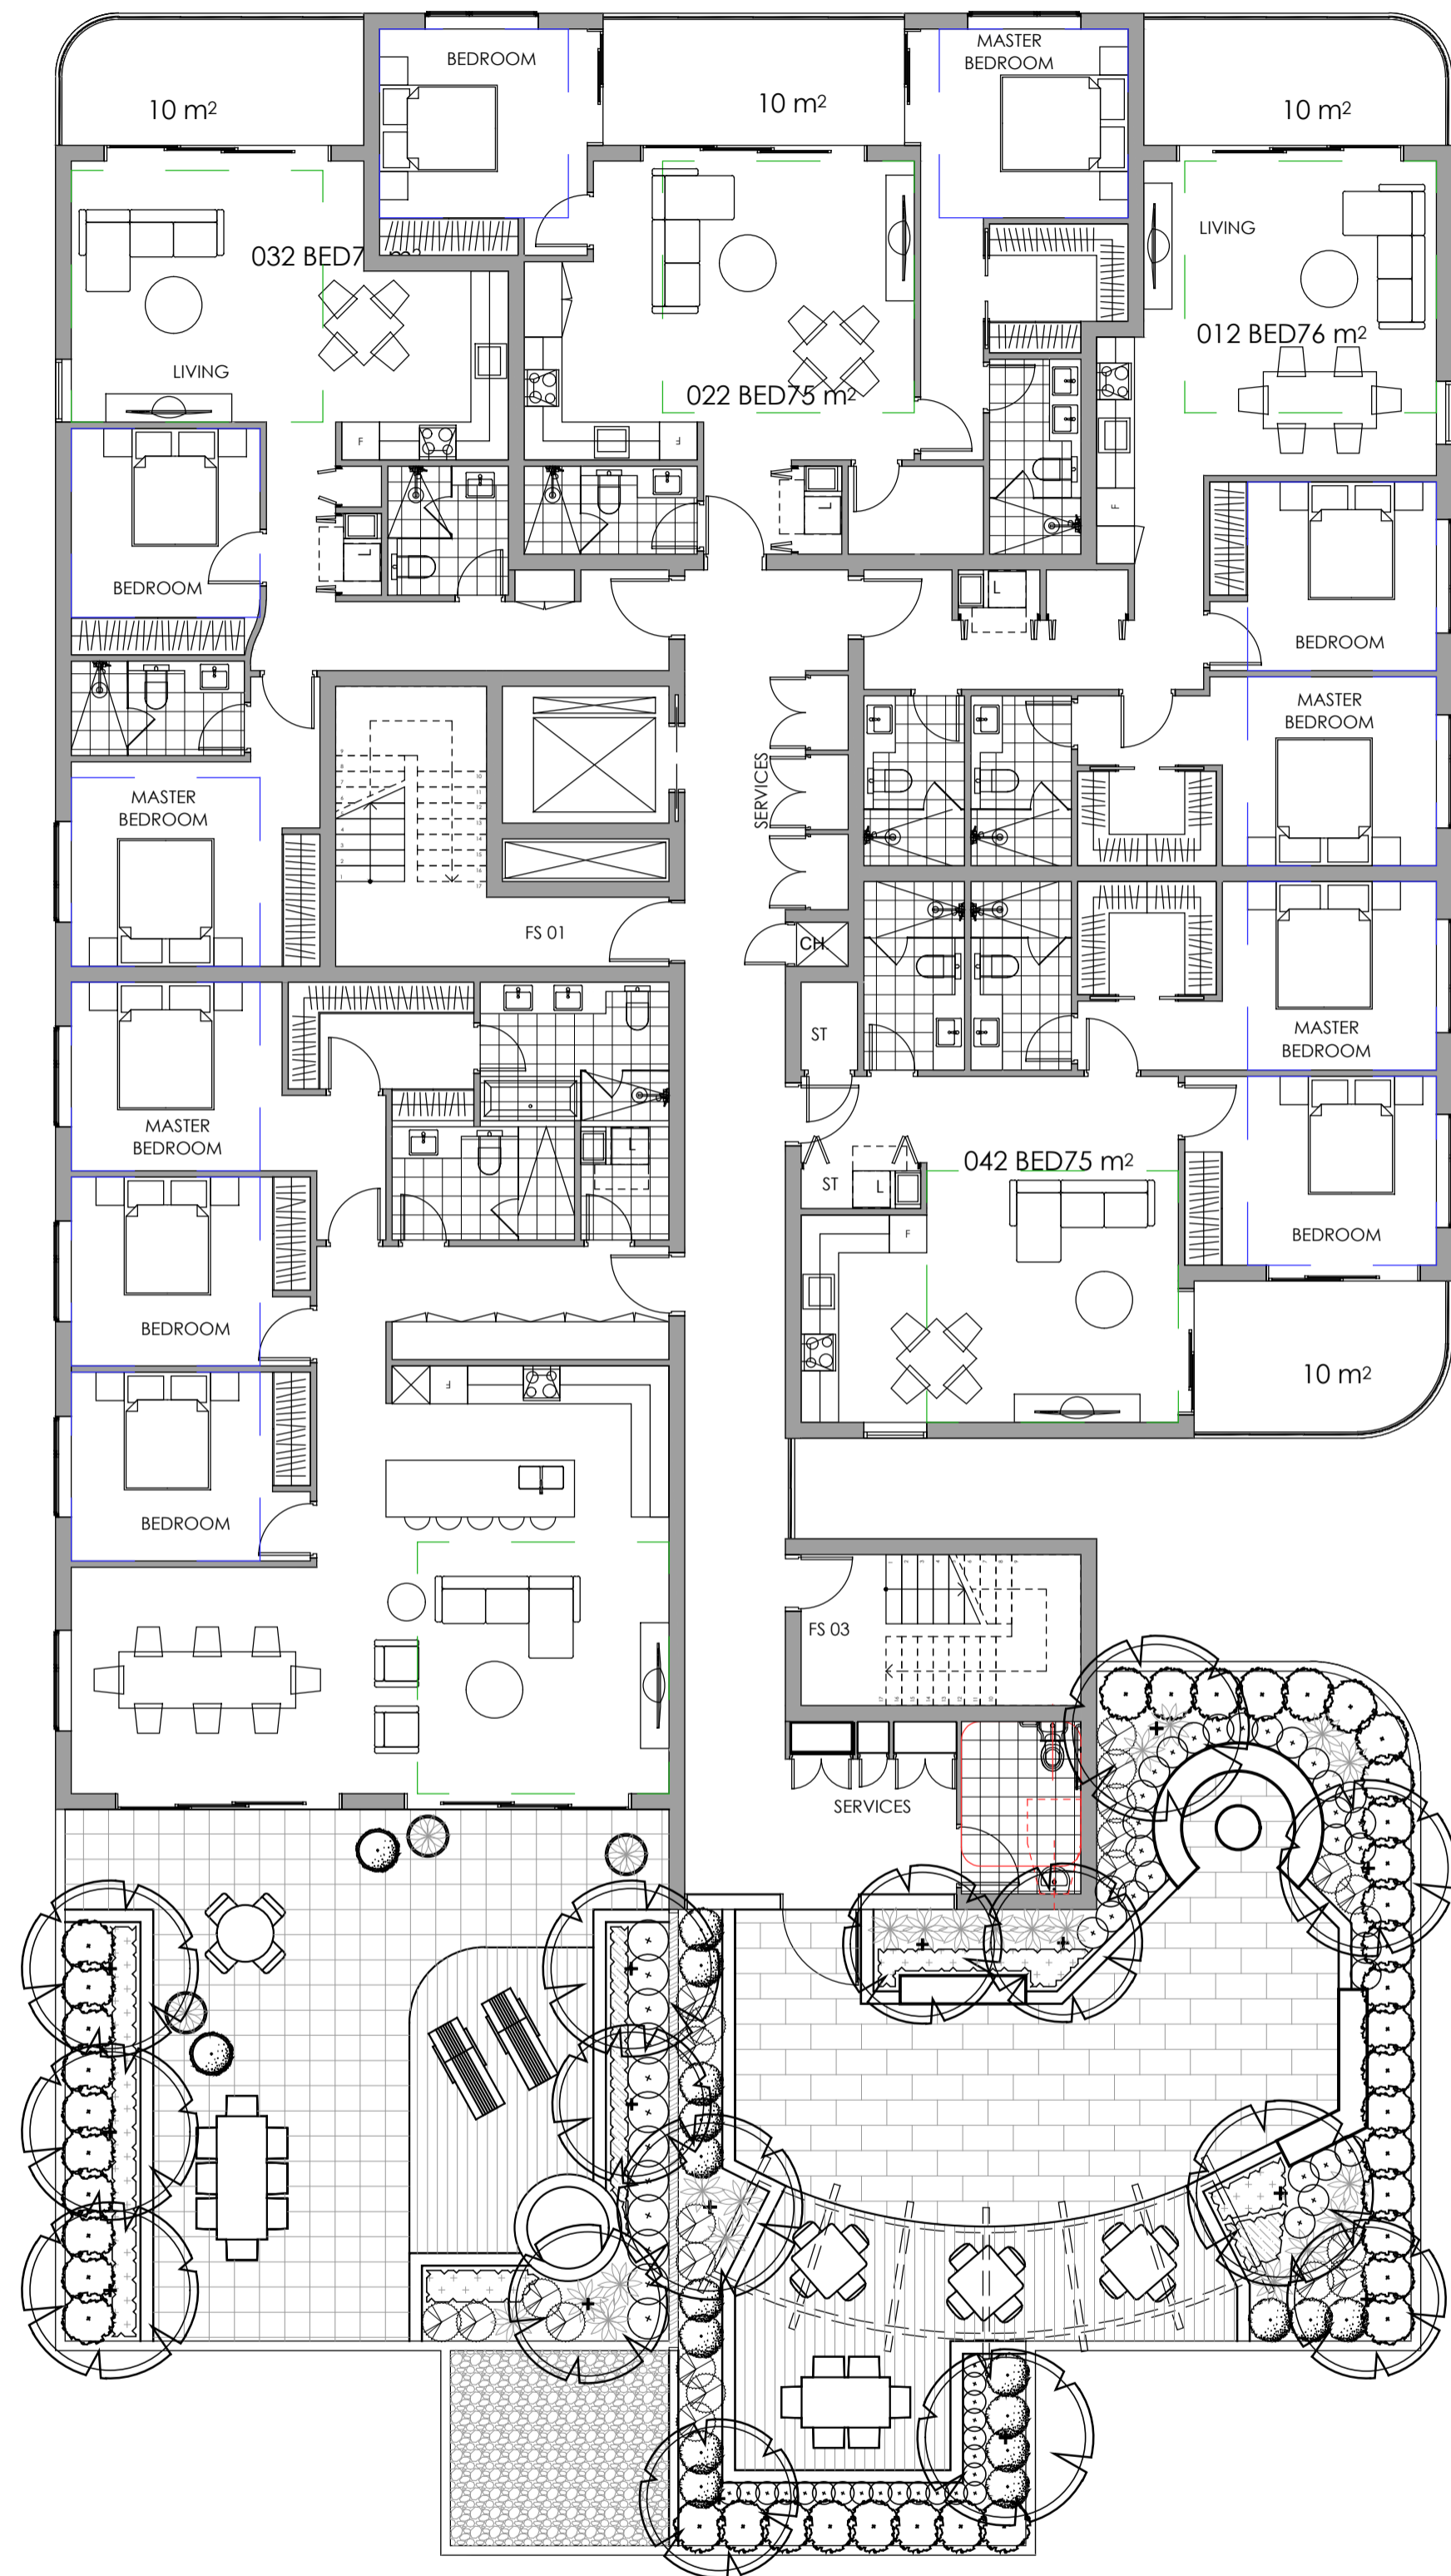 BEDROOM
MASTER
BEDROOM
10 m²
10 m²
10 m²
LIVING
032 BED7
LIVING
012 BED76 m²
LIVING
022 BED75 m²
F
F
F
L
L
L
BEDROOM
BEDROOM
MASTER
BEDROOM
SERVICES
MASTER
BEDROOM
FS 01
CH
ST
MASTER
BEDROOM
MASTER
BEDROOM
L
042 BED75 m²
ST
L
F
BEDROOM
BEDROOM
10 m²
F
BEDROOM
FS 03
SERVICES